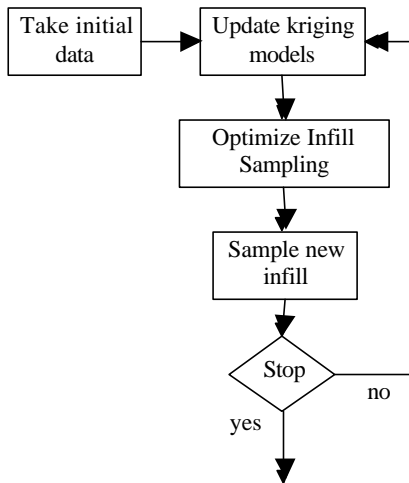 Take initial
data
Update kriging
models
Optimize Infill
Sampling
Sample new
infill
Stop
no
yes